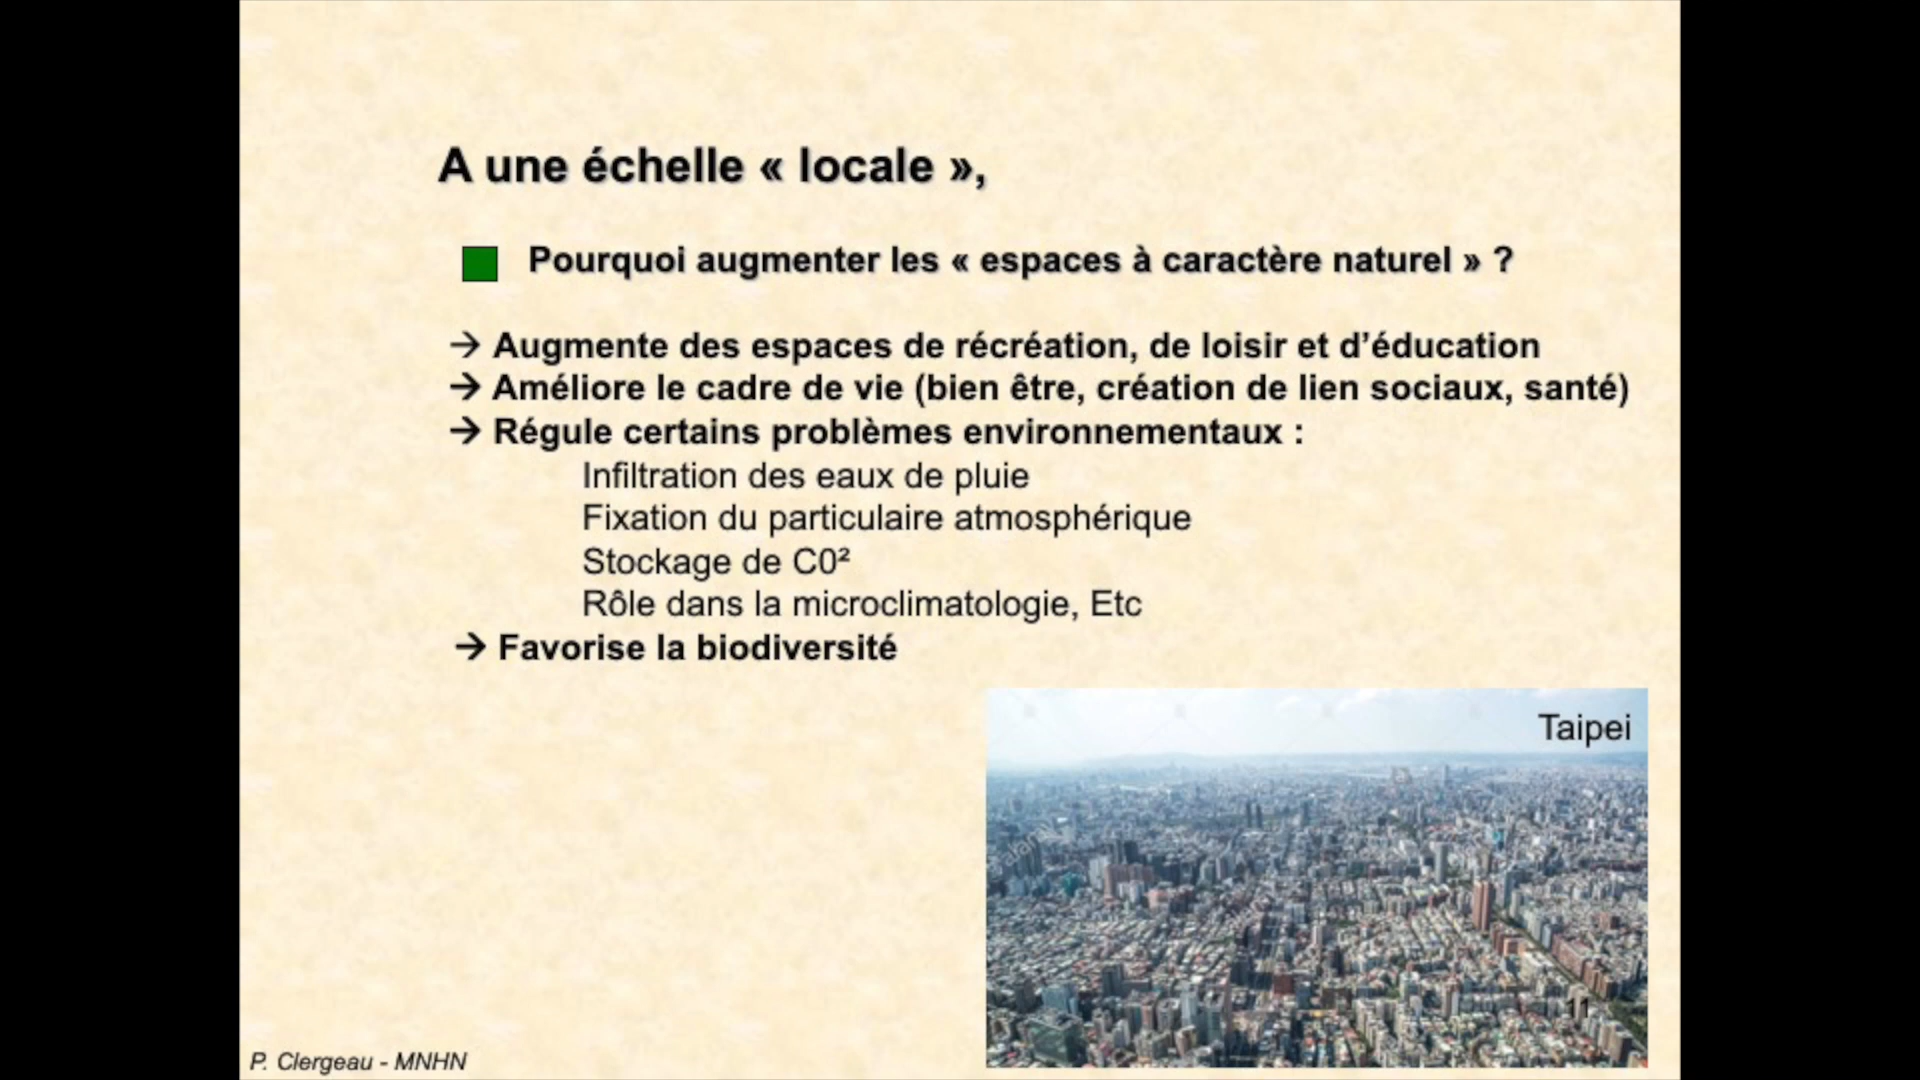 A une échelle « locale »,
Pourquoi augmenter les « espaces à caractère naturel » ?
→ Augmente des espaces de récréation, de loisir et d’éducation
→ Améliore le cadre de vie (bien être, création de lien sociaux, santé)
→ Régule certains problèmes environnementaux :
Infiltration des eaux de pluie
Fixation du particulaire atmosphérique
Stockage de C0²
Rôle dans la microclimatologie, Etc
→ Favorise la biodiversité
Taipei
11
P. Clergeau - MNHN